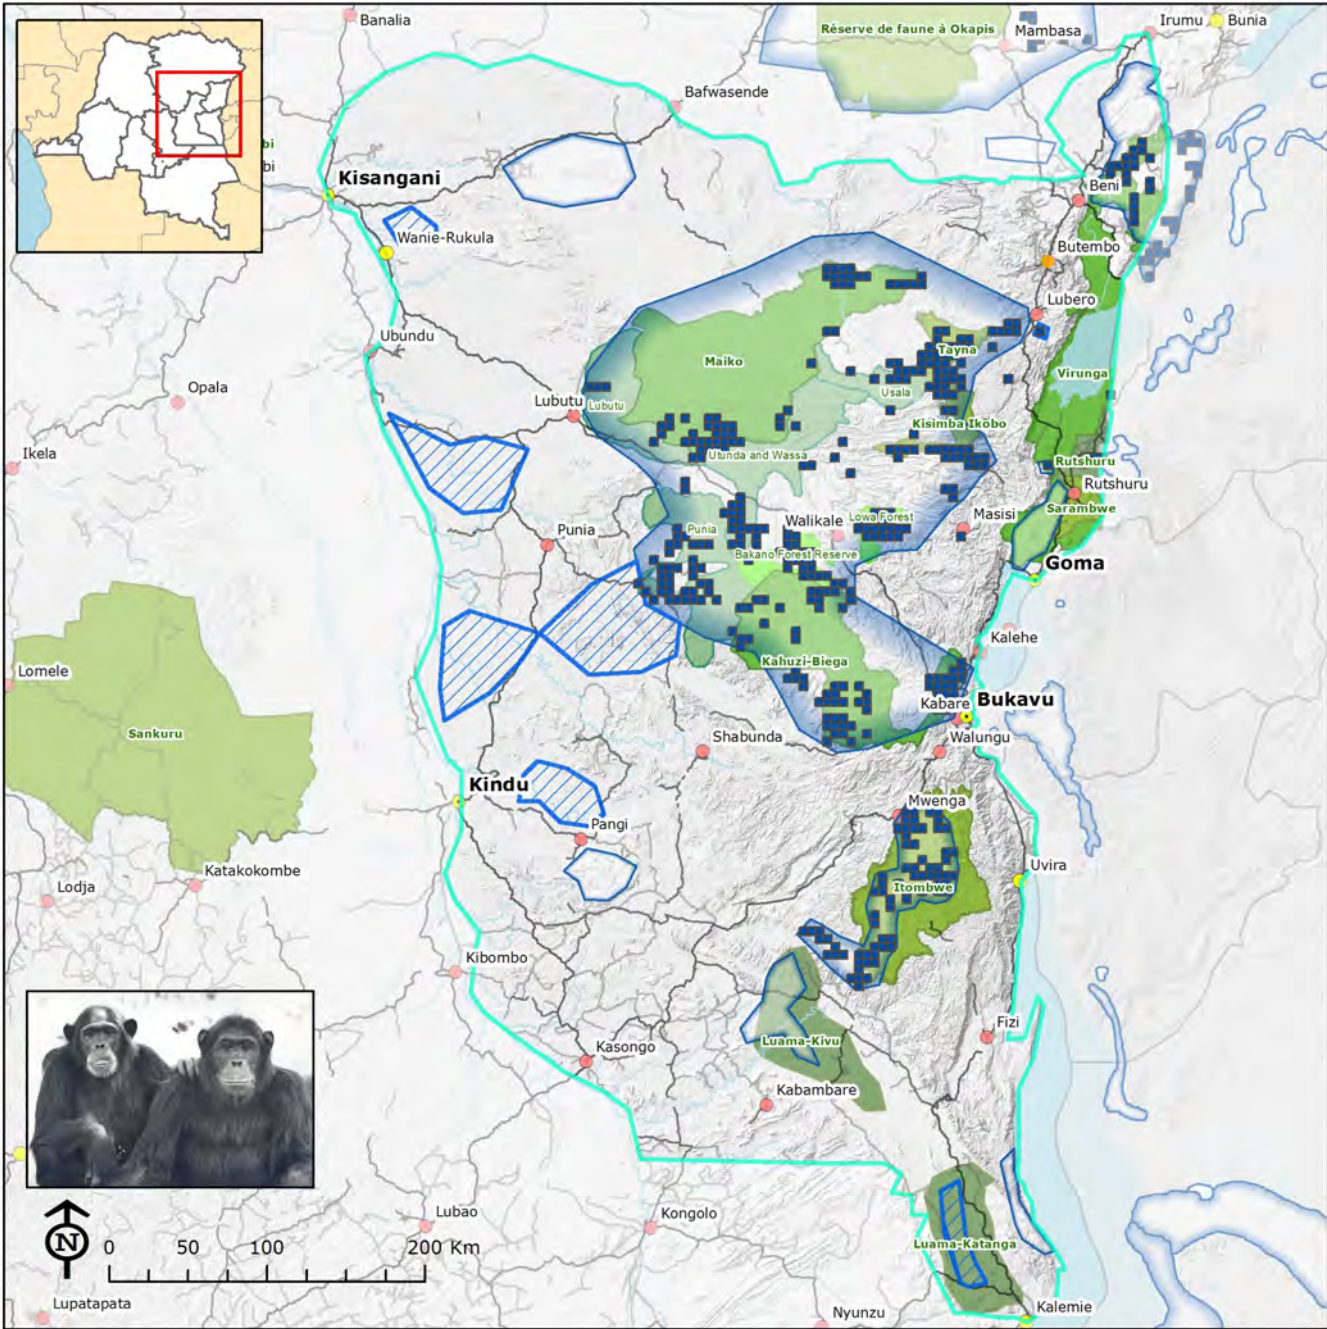 Banalia
Irumu
Bunia
Réserve de faune à Okapis
Mambasa
Bafwasende
bi
bi
Kisangani
Beni
Wanie-Rukula
Butembo
Lubero
Ubundu
Maiko
Tayna
Virunga
Opala
Usala
Lubutu
Lubutu
Kisimba Ikobo
Ikela
Utunda and Wassa
Rutshuru
Rutshuru
Sarambwe
Punia
Punia
Walikale
Lowa Forest
Masisi
Bakano Forest Reserve
Goma
Kalehe
Lomele
Kahuzi-Biega
Kabare
Bukavu
Sankuru
Shabunda
Walungu
Kindu
Mwenga
Pangi
Katakokombe
Uvira
Lodja
Itombwe
Kibombo
Fizi
Luama-Kivu
Kasongo
Kabambare
N
0 50 100 200 Km
Lubao
Kongolo
Luama-Katanga
Lupatapata
Nyunzu
Kalemie